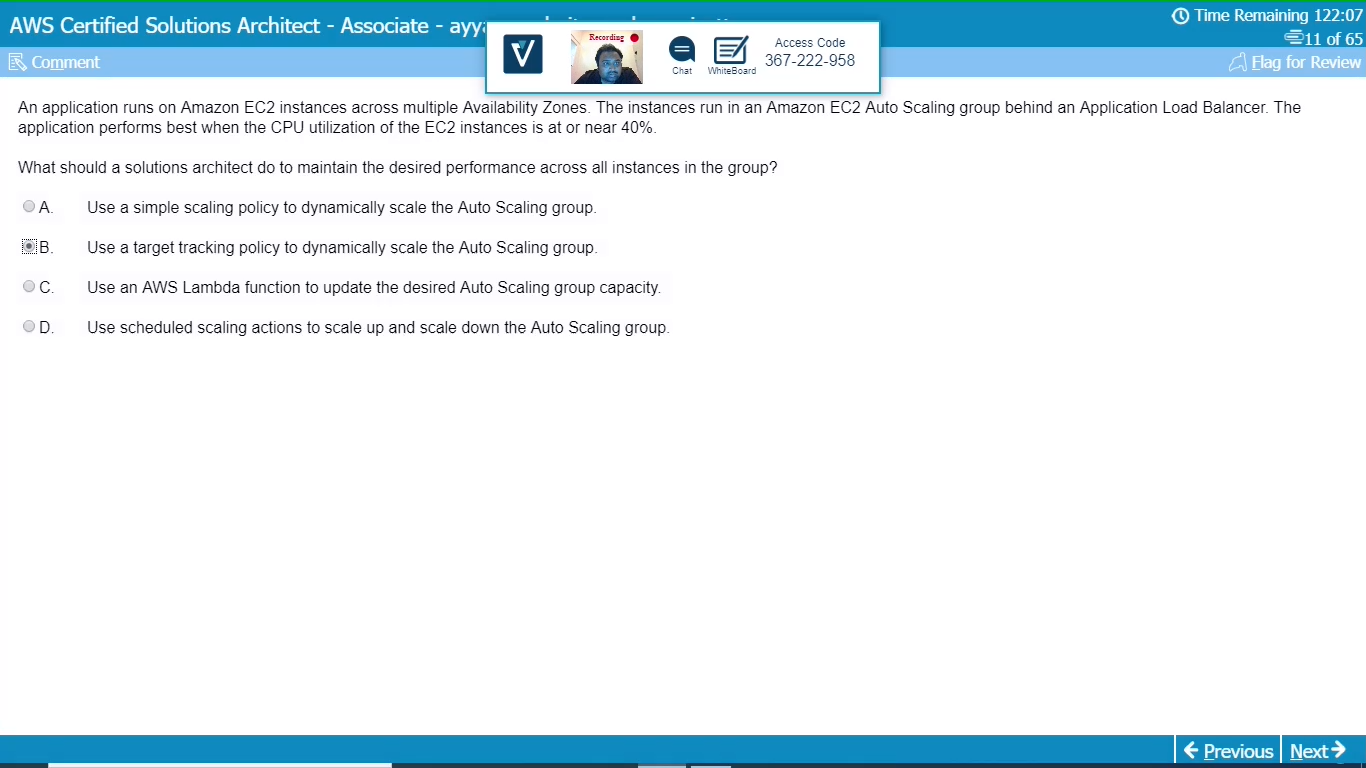 AWS Certified Solutions Architect - Associate - ayya
Time Remaining 122:07
11 of 65
Comment
Flag for Review
Recording
Chat
WhiteBoard
Access Code
367-222-958
An application runs on Amazon EC2 instances across multiple Availability Zones. The instances run in an Amazon EC2 Auto Scaling group behind an Application Load Balancer. The
application performs best when the CPU utilization of the EC2 instances is at or near 40%.
What should a solutions architect do to maintain the desired performance across all instances in the group?
A. Use a simple scaling policy to dynamically scale the Auto Scaling group.
B. Use a target tracking policy to dynamically scale the Auto Scaling group.
C. Use an AWS Lambda function to update the desired Auto Scaling group capacity.
D. Use scheduled scaling actions to scale up and scale down the Auto Scaling group.
Previous
Next